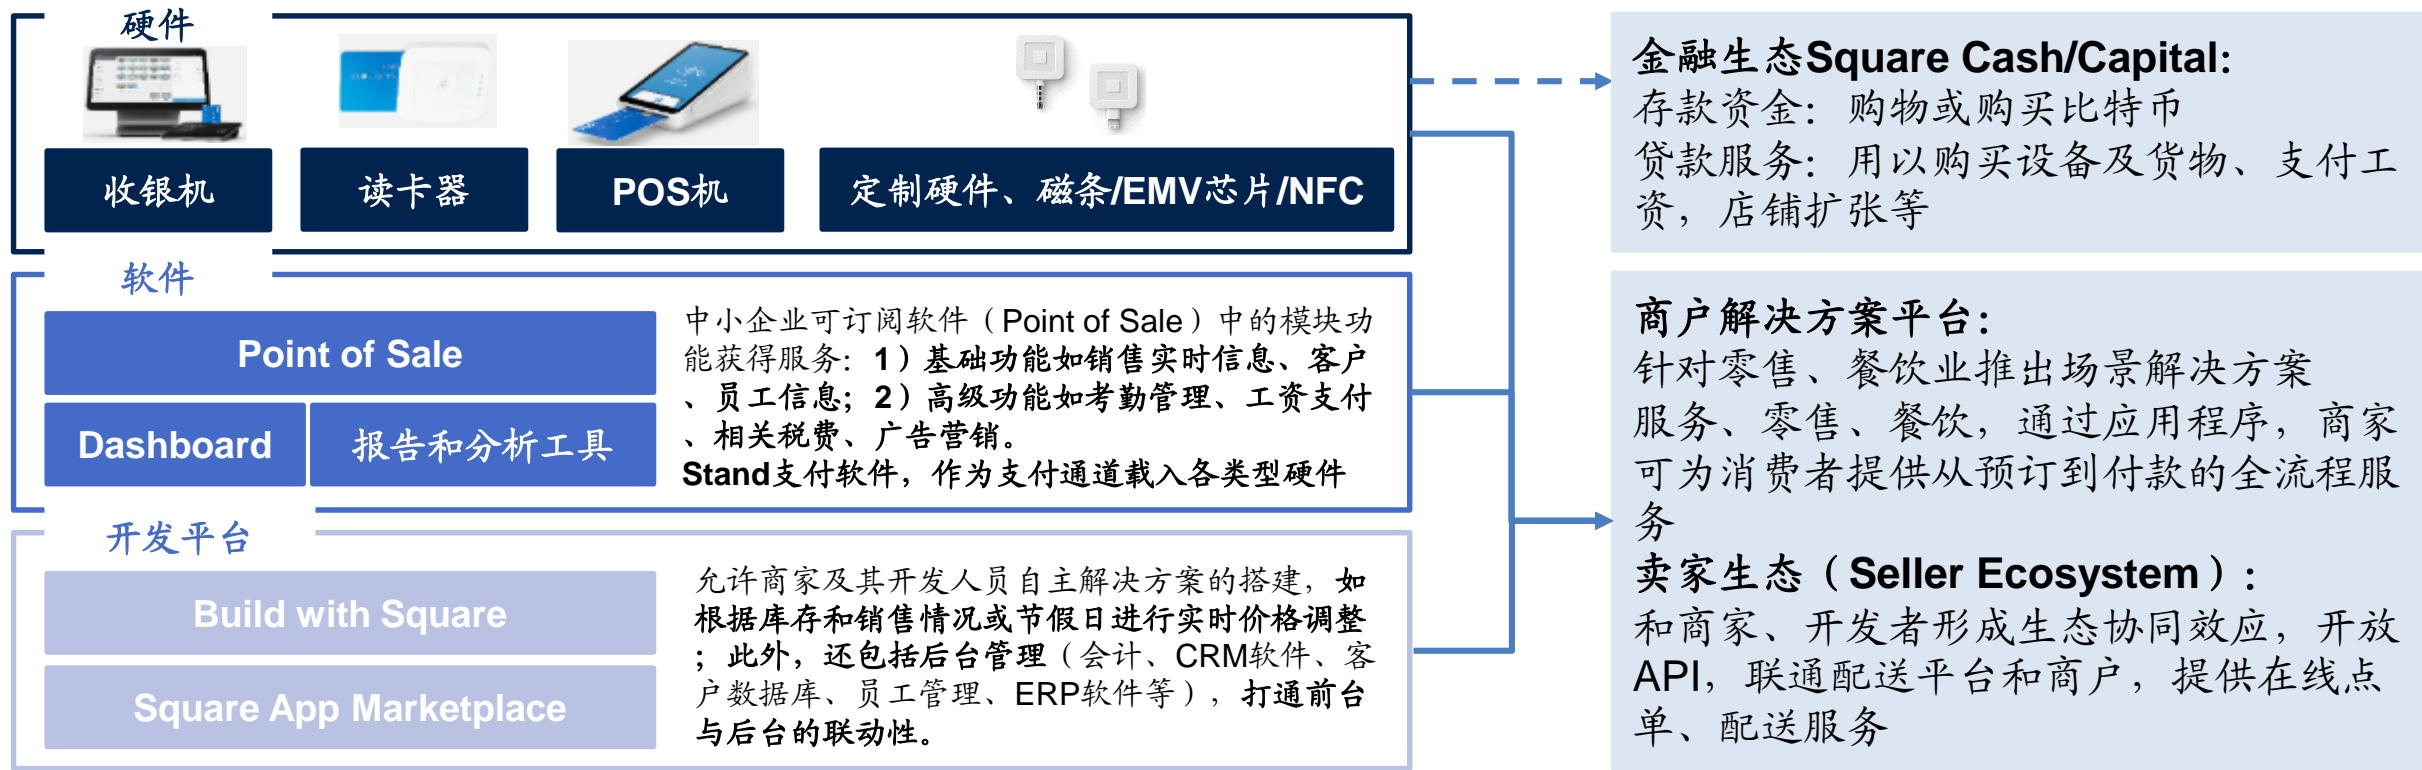 硬件
收银机
读卡器
POS机
定制硬件、磁条/EMV芯片/NFC
软件
Point of Sale
Dashboard
报告和分析工具
中小企业可订阅软件（Point of Sale）中的模块功
能获得服务：1）基础功能如销售实时信息、客户
、员工信息；2）高级功能如考勤管理、工资支付
、相关税费、广告营销。
Stand支付软件，作为支付通道载入各类型硬件
开发平台
Build with Square
Square App Marketplace
允许商家及其开发人员自主解决方案的搭建，如
根据库存和销售情况或节假日进行实时价格调整
；此外，还包括后台管理（会计、CRM软件、客
户数据库、员工管理、ERP软件等），打通前台
与后台的联动性。
金融生态Square Cash/Capital：
存款资金：购物或购买比特币
贷款服务：用以购买设备及货物、支付工
资，店铺扩张等
商户解决方案平台：
针对零售、餐饮业推出场景解决方案
服务、零售、餐饮，通过应用程序，商家
可为消费者提供从预订到付款的全流程服
务
卖家生态（Seller Ecosystem）：
和商家、开发者形成生态协同效应，开放
API，联通配送平台和商户，提供在线点
单、配送服务